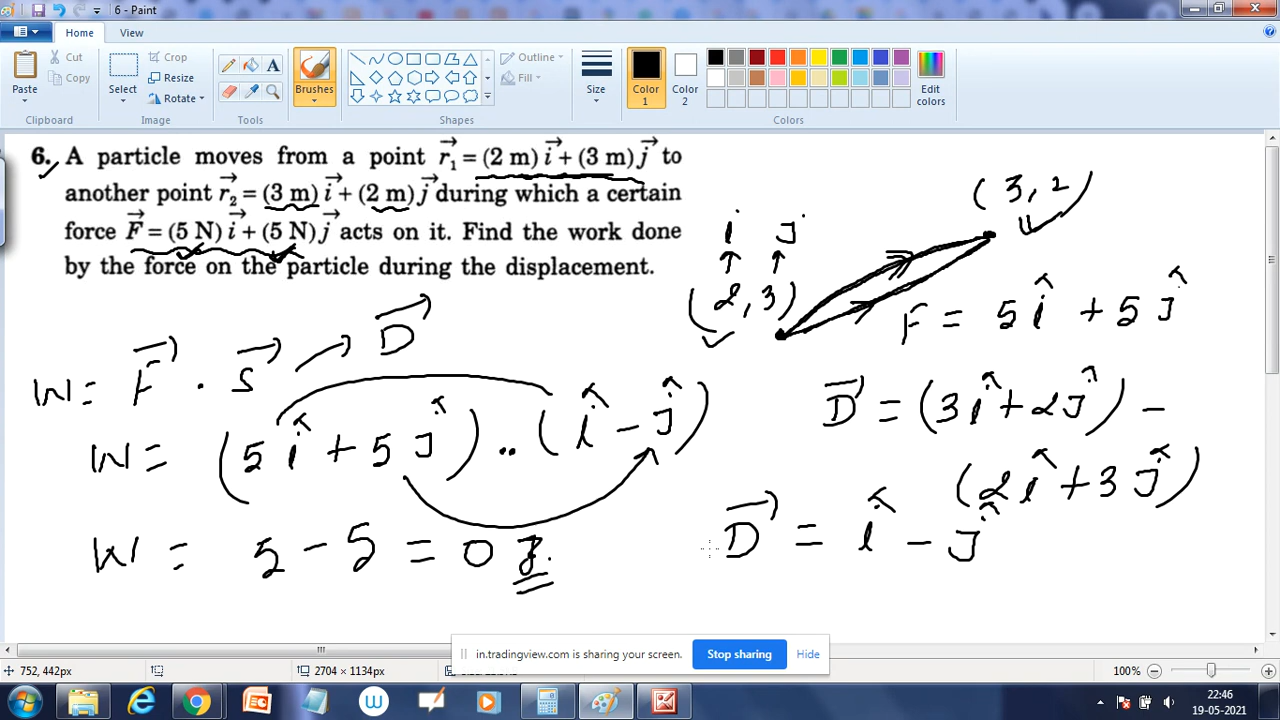 6 - Paint
Home View
Paste
Cut
Copy
Clipboard
Select
Crop
Resize
Rotate
Image
A
Tools
Brushes
Outline
Fill
Shapes
Size
Color 1
Color 2
Edit colors
Colors
6. A particle moves from a point r⃗₁ = (2 m) i⃗ + (3 m) j⃗ to
another point r⃗₂ = (3 m) i⃗ + (2 m) j⃗ during which a certain
force F⃗ = (5 N) i⃗ + (5 N) j⃗ acts on it. Find the work done
by the force on the particle during the displacement.
(3, 2)
i J
(2, 3)
F = 5î + 5Ĵ
W = F⃗ . S⃗ → D⃗
D⃗ = (3î + 2Ĵ) –
(2î + 3Ĵ)
W = (5î + 5Ĵ) .. (î – Ĵ)
D⃗ = î – Ĵ
W = 5 – 5 = 0 J.
in.tradingview.com is sharing your screen. Stop sharing Hide
752, 442px
2704 × 1134px
100%
22:46
19-05-2021